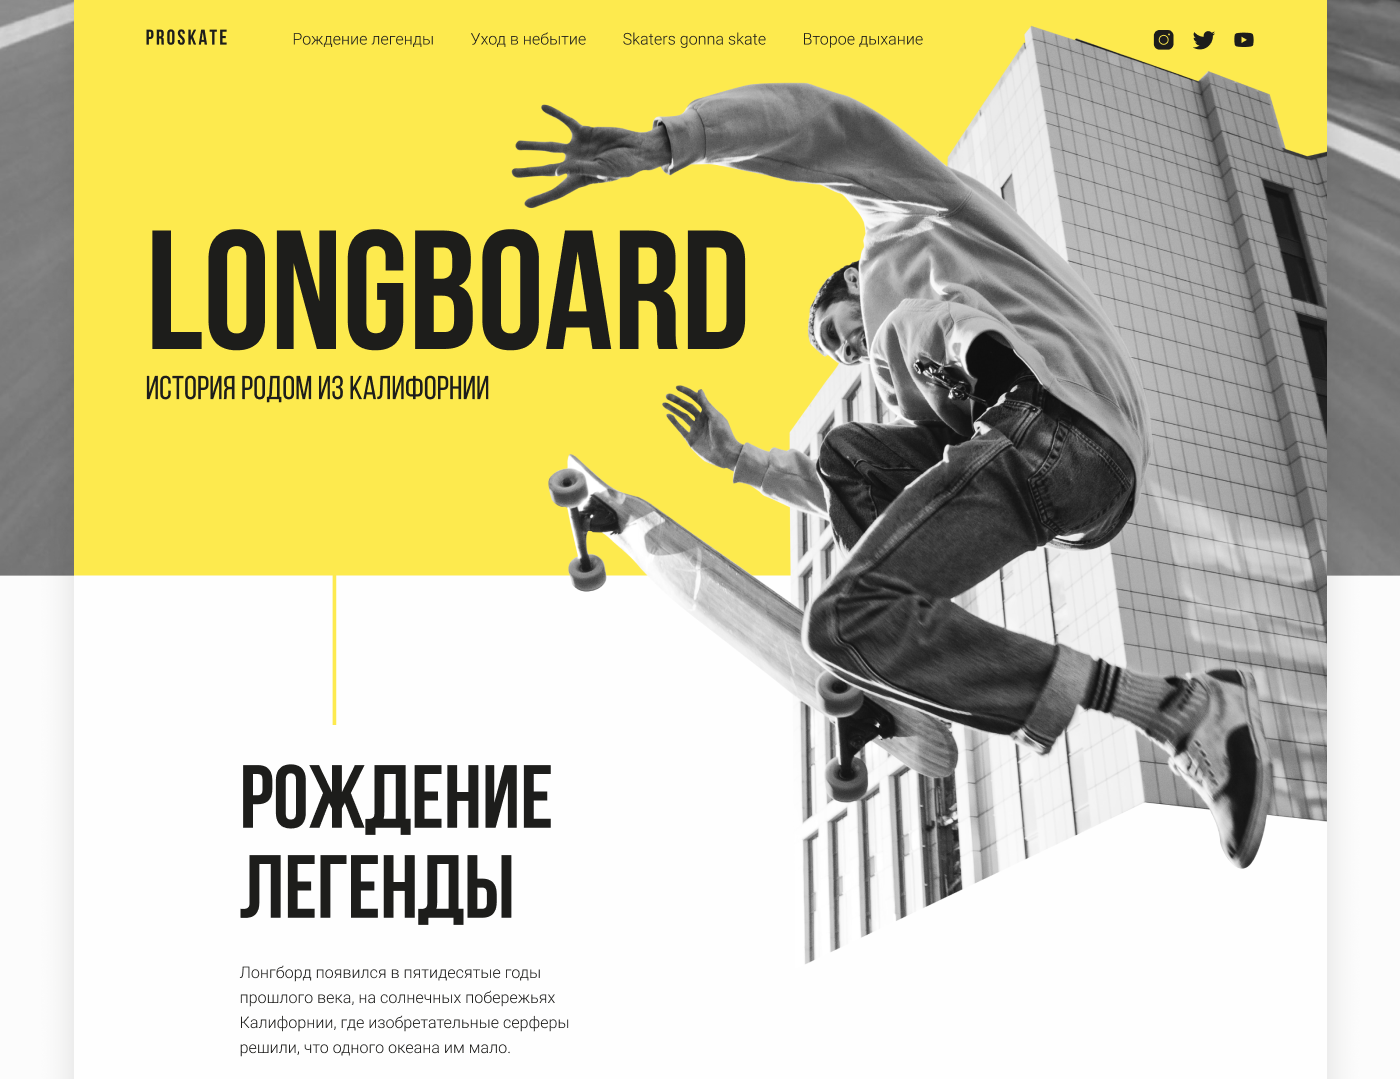 PROSKATE
Рождение легенды
Уход в небытие
Skaters gonna skate
Второе дыхание
LONGBOARD
ИСТОРИЯ РОДОМ ИЗ КАЛИФОРНИИ
РОЖДЕНИЕ
ЛЕГЕНДЫ
Лонгборд появился в пятидесятые годы
прошлого века, на солнечных побережьях
Калифорнии, где изобретательные серферы
решили, что одного океана им мало.